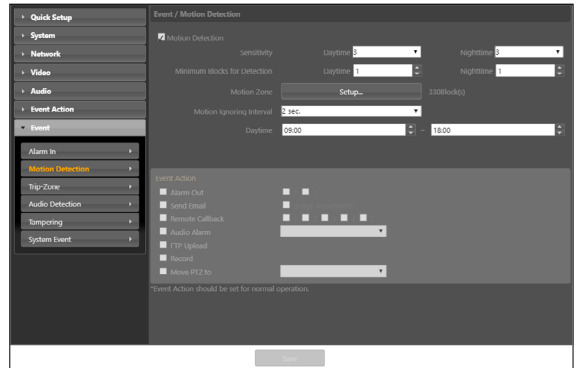 Quick Setup
System
Network
Video
Audio
Event Action
Event
Alarm In
Motion Detection
Trip-Zone
Audio Detection
Tampering
System Event
Event / Motion Detection
Motion Detection
Sensitivity Daytime 3 Nighttime 3
Minimum Blocks for Detection Daytime 1 Nighttime 1
Motion Zone Setup... 330Block(s)
Motion Ignoring Interval 2 sec.
Daytime 09:00 ~ 18:00
Event Action
Alarm Out
Send Email
Remote Callback
Audio Alarm
FTP Upload
Record
Move PTZ to
*Event Action should be set for normal operation.
Save